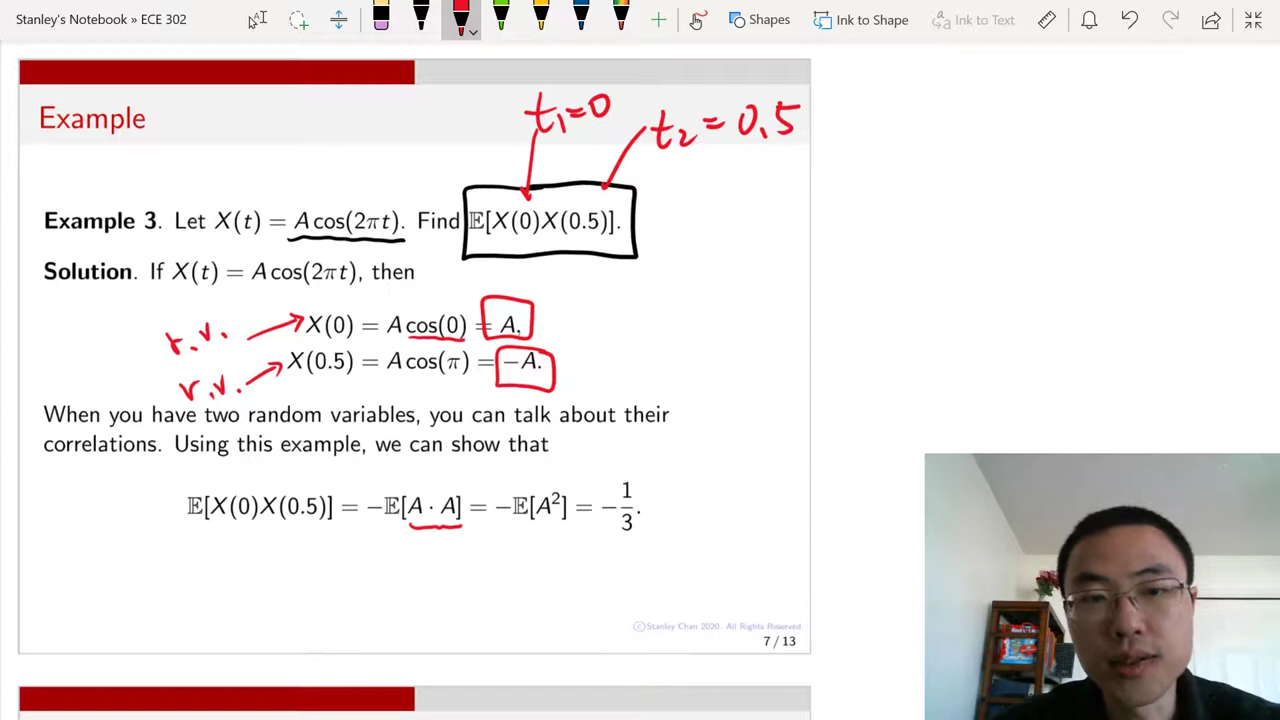 Stanley's Notebook » ECE 302
Shapes
Ink to Shape
Ink to Text
Example
t₁=0
t₂ = 0.5
Example 3. Let X(t) = A cos(2πt). Find 𝔼[X(0)X(0.5)].
Solution. If X(t) = A cos(2πt), then
r.v.
X(0) = A cos(0) = A,
r.v.
X(0.5) = A cos(π) = −A.
When you have two random variables, you can talk about their
correlations. Using this example, we can show that
𝔼[X(0)X(0.5)] = −𝔼[A · A] = −𝔼[A²] = −1/3.
©Stanley Chan 2020. All Rights Reserved.
7 / 13